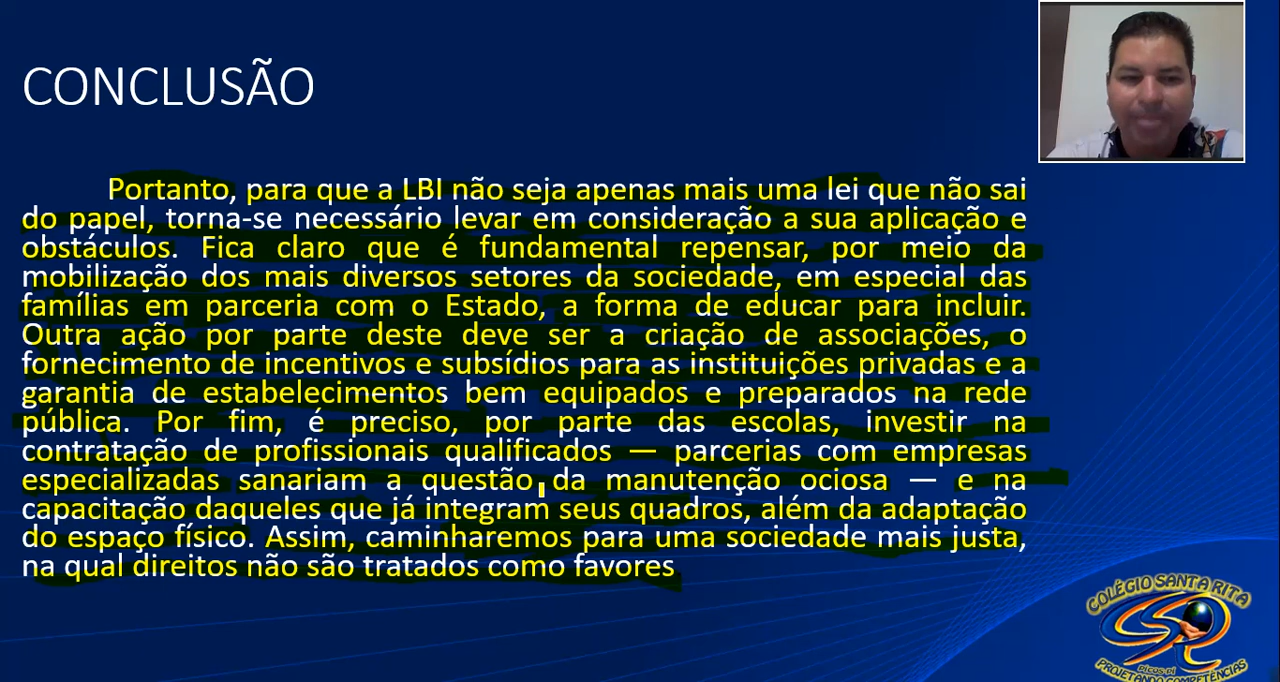 CONCLUSÃO
Portanto, para que a LBI não seja apenas mais uma lei que não sai
do papel, torna-se necessário levar em consideração a sua aplicação e
obstáculos. Fica claro que é fundamental repensar, por meio da
mobilização dos mais diversos setores da sociedade, em especial das
famílias em parceria com o Estado, a forma de educar para incluir.
Outra ação por parte deste deve ser a criação de associações, o
fornecimento de incentivos e subsídios para as instituições privadas e a
garantia de estabelecimentos bem equipados e preparados na rede
pública. Por fim, é preciso, por parte das escolas, investir na
contratação de profissionais qualificados — parcerias com empresas
especializadas sanariam a questão da manutenção ociosa — e na
capacitação daqueles que já integram seus quadros, além da adaptação
do espaço físico. Assim, caminharemos para uma sociedade mais justa,
na qual direitos não são tratados como favores
COLÉGIO SANTA RITA
PICOS PI
PROJETANDO COMPETÊNCIAS